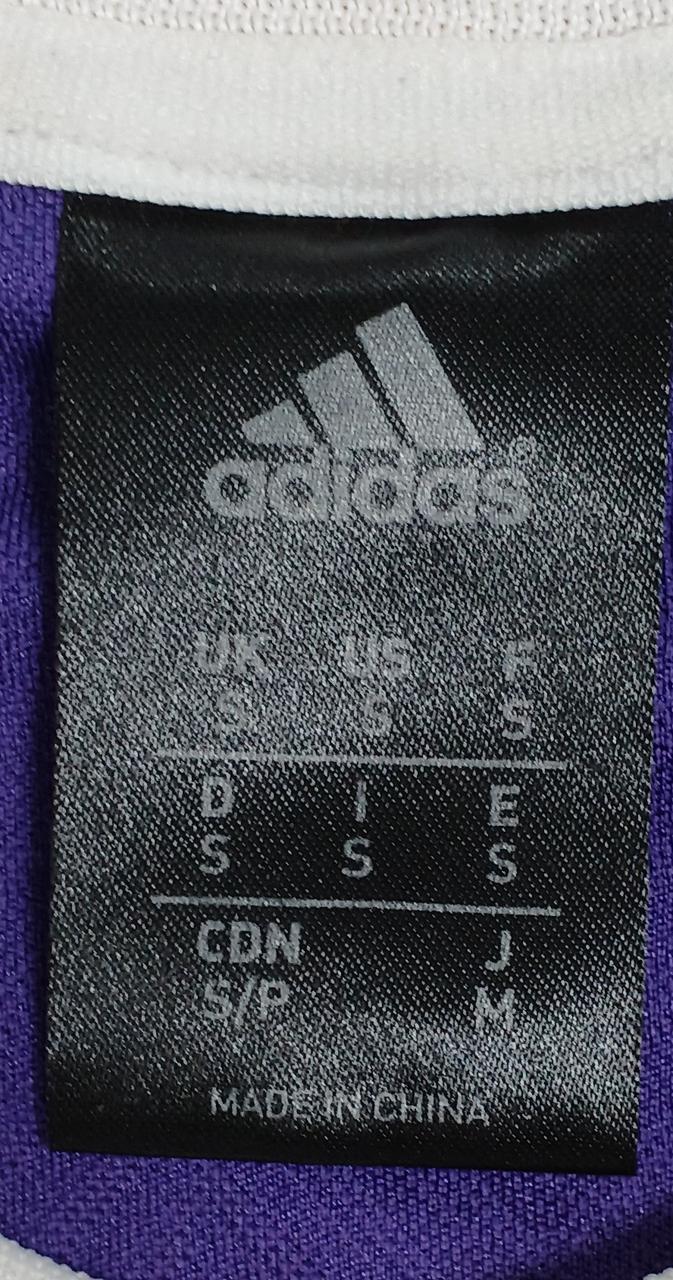 adidas®
UK US F
S S S
D I E
S S S
CDN J
S/P M
MADE IN CHINA